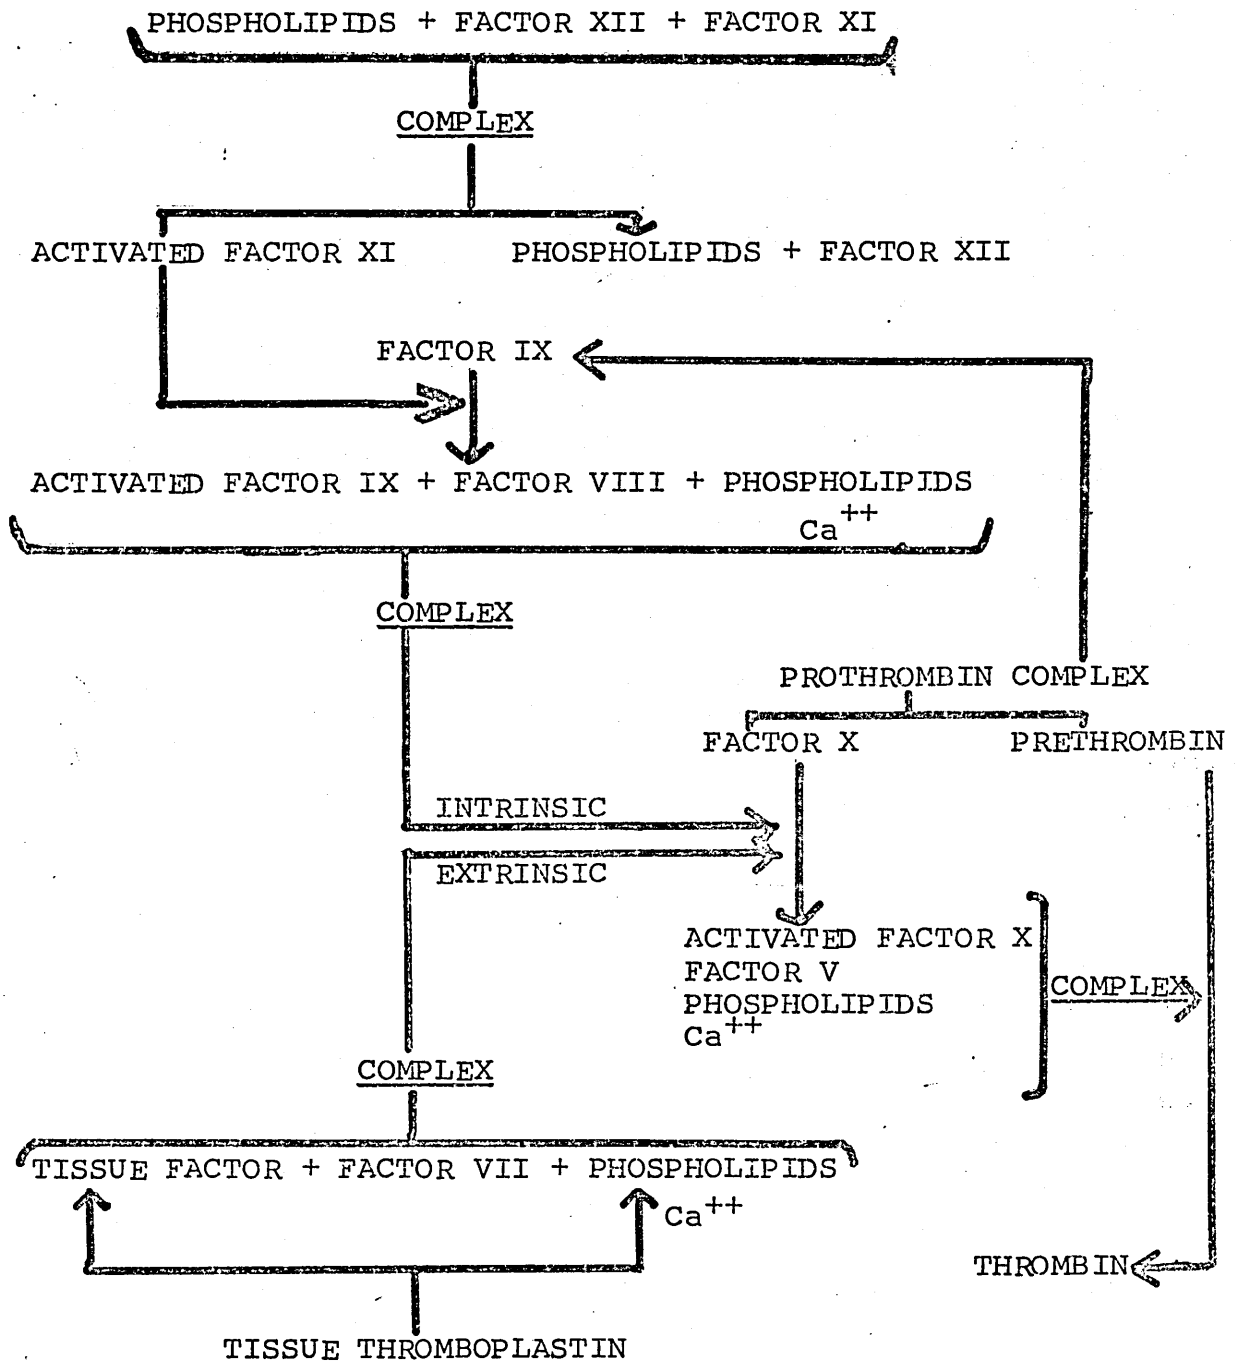 PHOSPHOLIPIDS + FACTOR XII + FACTOR XI
COMPLEX
ACTIVATED FACTOR XI
PHOSPHOLIPIDS + FACTOR XII
FACTOR IX
ACTIVATED FACTOR IX + FACTOR VIII + PHOSPHOLIPIDS
Ca++
COMPLEX
PROTHROMBIN COMPLEX
FACTOR X
PRETHROMBIN
INTRINSIC
EXTRINSIC
ACTIVATED FACTOR X
FACTOR V
PHOSPHOLIPIDS
Ca++
COMPLEX
COMPLEX
TISSUE FACTOR + FACTOR VII + PHOSPHOLIPIDS
Ca++
THROMBIN
TISSUE THROMBOPLASTIN